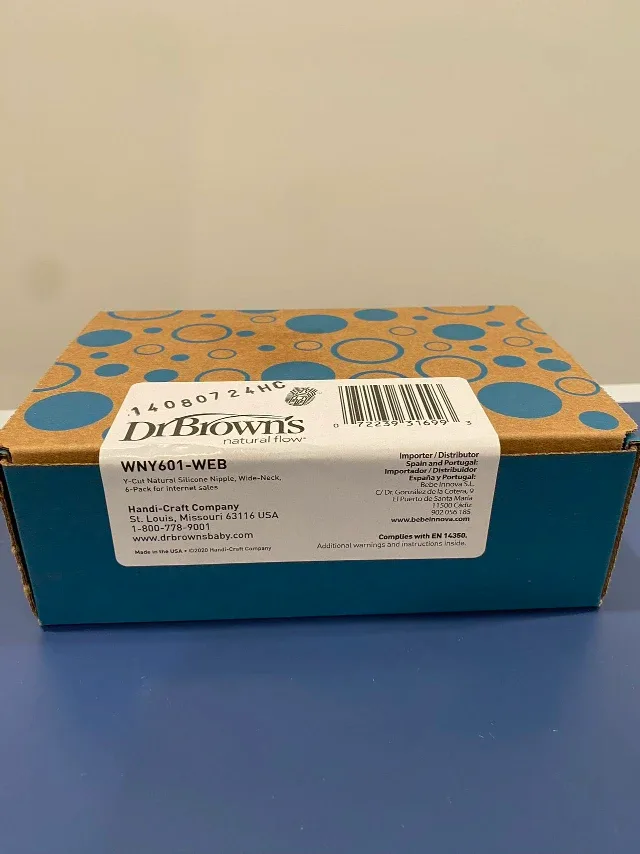 14080724HC
DrBrown's
natural flow®
0 72239 31699 3
WNY601-WEB
Y-Cut Natural Silicone Nipple, Wide-Neck,
6-Pack for internet sales
Handi-Craft Company
St. Louis, Missouri 63116 USA
1-800-778-9001
www.drbrownsbaby.com
Made in the USA • ©2020 Handi-Craft Company
Importer / Distributor
Spain and Portugal:
Importador / Distribuidor
España y Portugal:
Bebe Innova S.L.
C/ Dr. González de la Cotera, 9
El Puerto de Santa María
11500 Cádiz
902 056 185
www.bebeinnova.com
Complies with EN 14350.
Additional warnings and instructions inside.